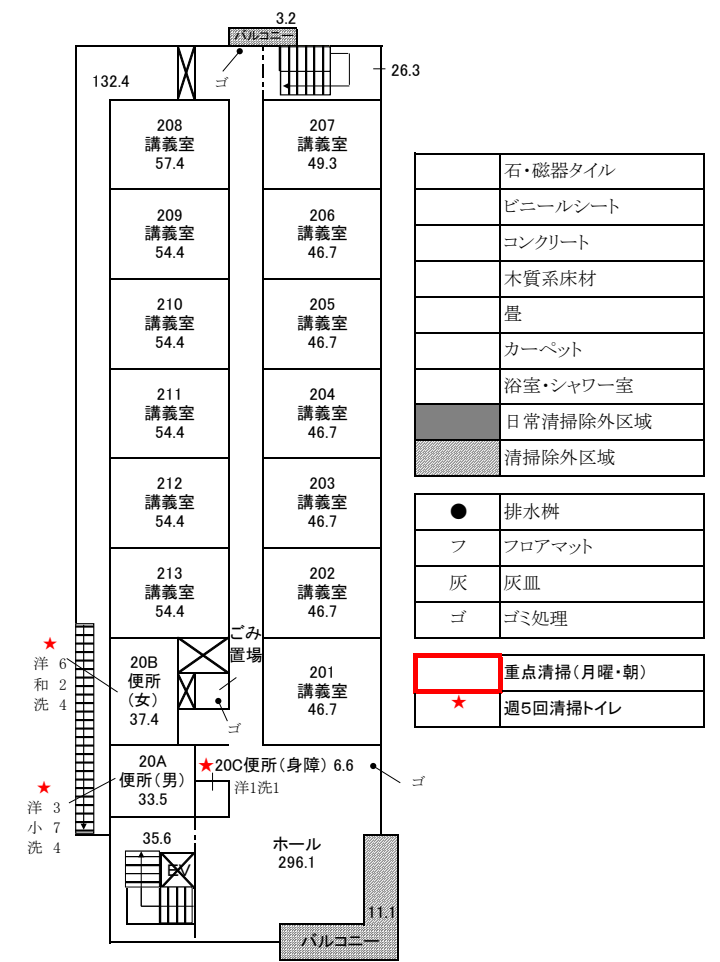 3.2
バルコニー
26.3
132.4
ゴ
208
講義室
57.4
207
講義室
49.3
209
講義室
54.4
206
講義室
46.7
210
講義室
54.4
205
講義室
46.7
211
講義室
54.4
204
講義室
46.7
212
講義室
54.4
203
講義室
46.7
213
講義室
54.4
202
講義室
46.7
ごみ
置場
★
洋 6
和 2
洗 4
20B
便所
(女)
37.4
201
講義室
46.7
ゴ
20A
便所(男)
33.5
★20C便所(身障) 6.6
洋1洗1
ゴ
★
洋 3
小 7
洗 4
35.6
EV
ホール
296.1
11.1
バルコニー
石・磁器タイル
ビニールシート
コンクリート
木質系床材
畳
カーペット
浴室・シャワー室
日常清掃除外区域
清掃除外区域
● 排水桝
フ フロアマット
灰 灰皿
ゴ ゴミ処理
重点清掃(月曜・朝)
★ 週5回清掃トイレ